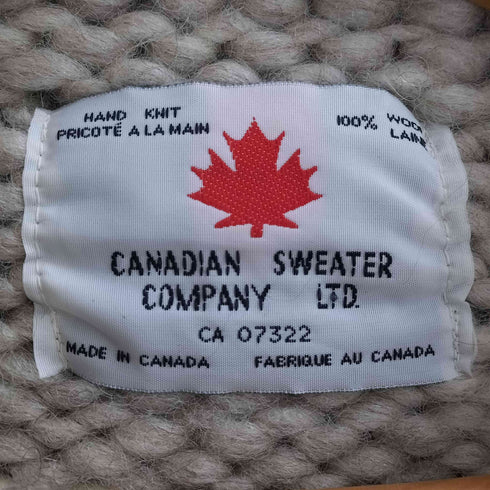 HAND KNIT
PRICOTÉ A LA MAIN
100% WOOL
LAINE
CANADIAN SWEATER
COMPANY LTD.
CA 07322
MADE IN CANADA
FABRIQUE AU CANADA